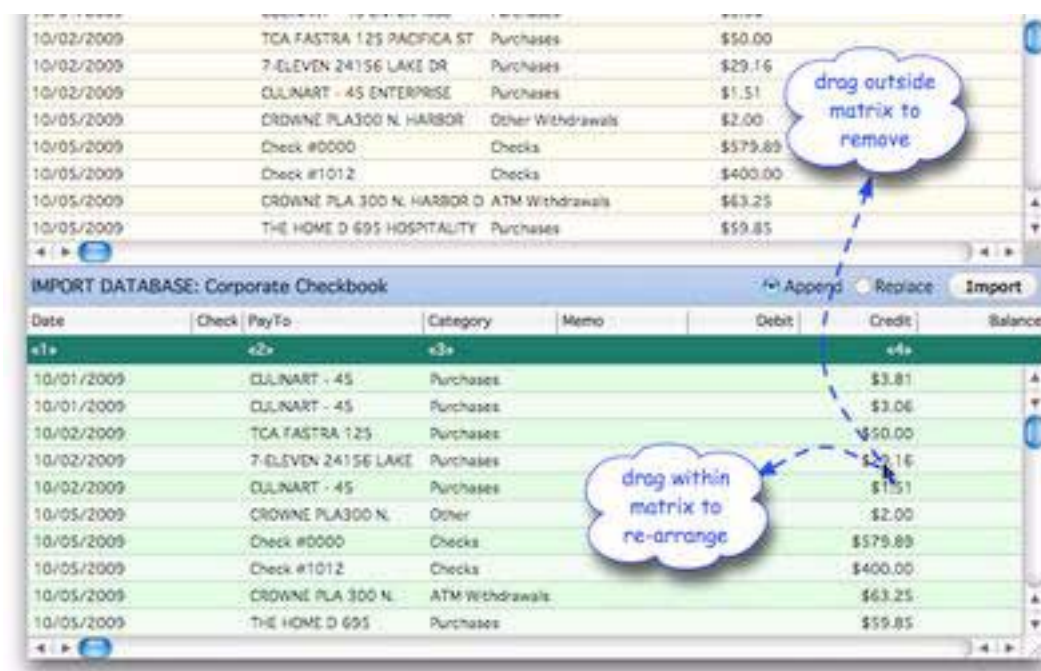 10/02/2009 TCA FASTRA 125 PACIFICA ST Purchases $50.00
10/02/2009 7-ELEVEN 24156 LAKE DR Purchases $29.16
10/02/2009 CULINART - 45 ENTERPRISE Purchases $1.51
10/05/2009 CROWNE PLA300 N. HARBOR Other Withdrawals $2.00
10/05/2009 Check #0000 Checks $579.89
10/05/2009 Check #1012 Checks $400.00
10/05/2009 CROWNE PLA 300 N. HARBOR D ATM Withdrawals $63.25
10/05/2009 THE HOME D 695 HOSPITALITY Purchases $59.85
drag outside
matrix to
remove
IMPORT DATABASE: Corporate Checkbook Append Replace Import
Date Check PayTo Category Memo Debit Credit Balance
«1» «2» «3» «4»
10/01/2009 CULINART - 45 Purchases $3.81
10/01/2009 CULINART - 45 Purchases $3.06
10/02/2009 TCA FASTRA 125 Purchases $50.00
10/02/2009 7-ELEVEN 24156 LAKE Purchases
10/02/2009 CULINART - 45 Purchases $1.51
10/05/2009 CROWNE PLA300 N. Other $2.00
10/05/2009 Check #0000 Checks $579.89
10/05/2009 Check #1012 Checks $400.00
10/05/2009 CROWNE PLA 300 N. ATM Withdrawals $63.25
10/05/2009 THE HOME D 695 Purchases $59.85
drag within
matrix to
re-arrange